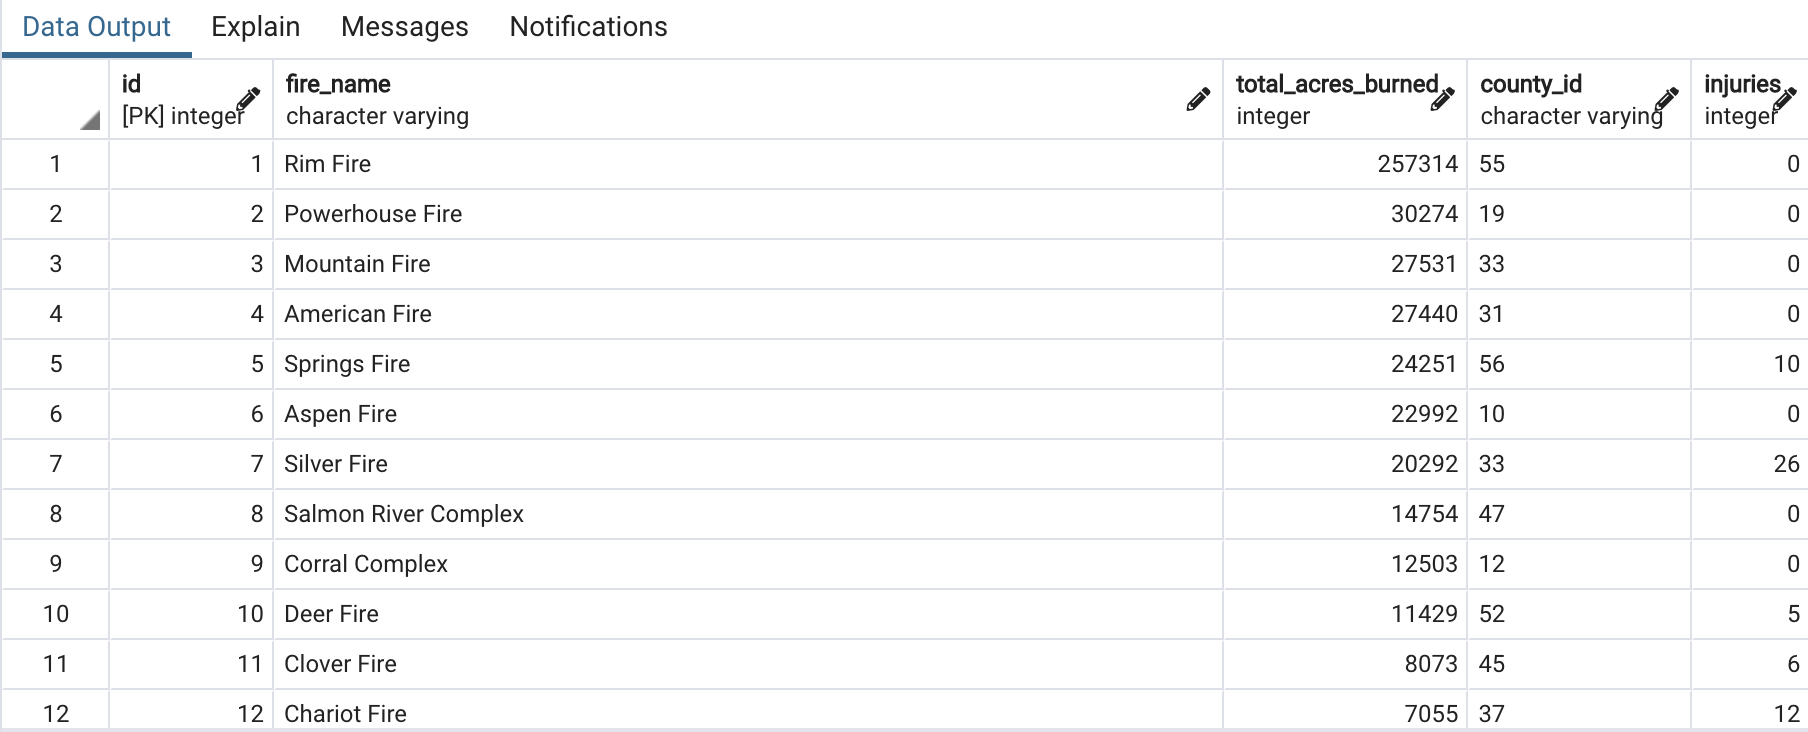 Data Output Explain Messages Notifications
id fire_name total_acres_burned county_id injuries
[PK] integer character varying integer character varying integer
1 1 Rim Fire 257314 55 0
2 2 Powerhouse Fire 30274 19 0
3 3 Mountain Fire 27531 33 0
4 4 American Fire 27440 31 0
5 5 Springs Fire 24251 56 10
6 6 Aspen Fire 22992 10 0
7 7 Silver Fire 20292 33 26
8 8 Salmon River Complex 14754 47 0
9 9 Corral Complex 12503 12 0
10 10 Deer Fire 11429 52 5
11 11 Clover Fire 8073 45 6
12 12 Chariot Fire 7055 37 12